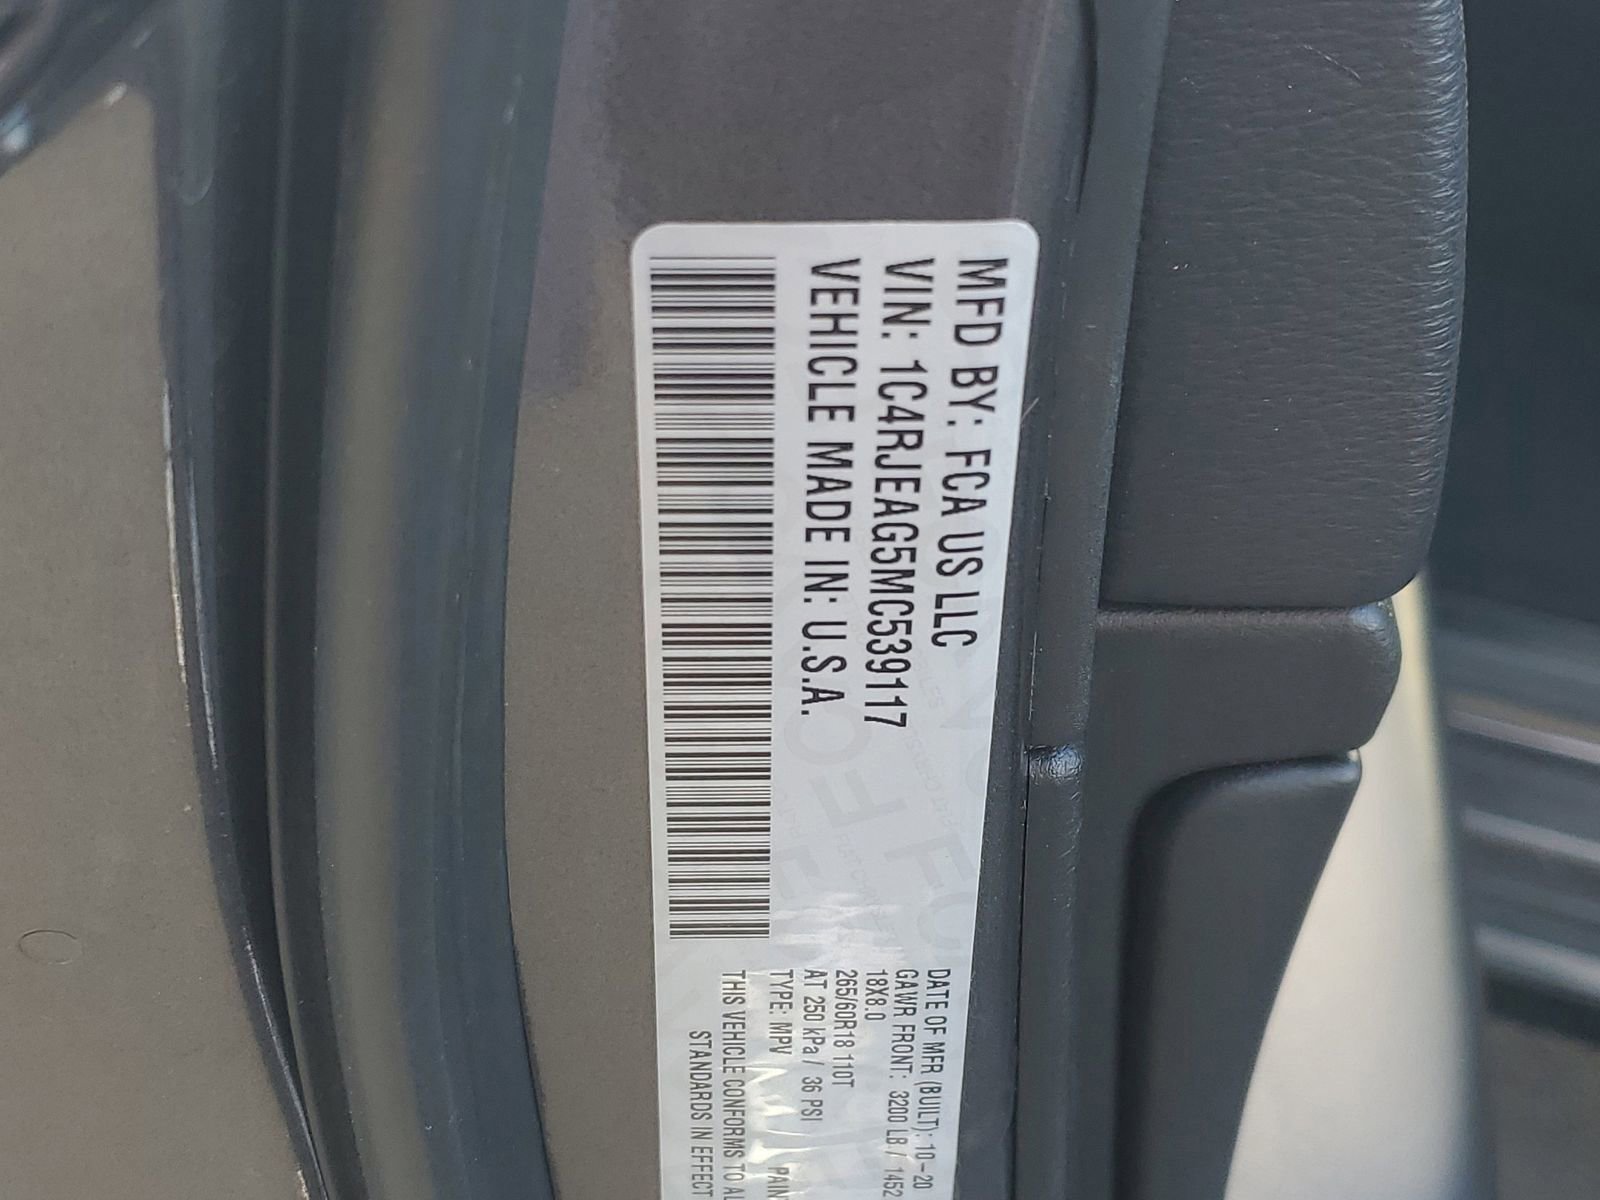 MFD BY: FCA US LLC
VIN: 1C4RJEAG5MC539117
VEHICLE MADE IN: U.S.A.
DATE OF MFR (BUILT): 10-20
GAWR FRONT: 3200 LB / 1452
18X8.0
265/60R18 110T
AT 250 kPa / 36 PSI
TYPE: MPV
PAIN
THIS VEHICLE CONFORMS TO AL
STANDARDS IN EFFECT